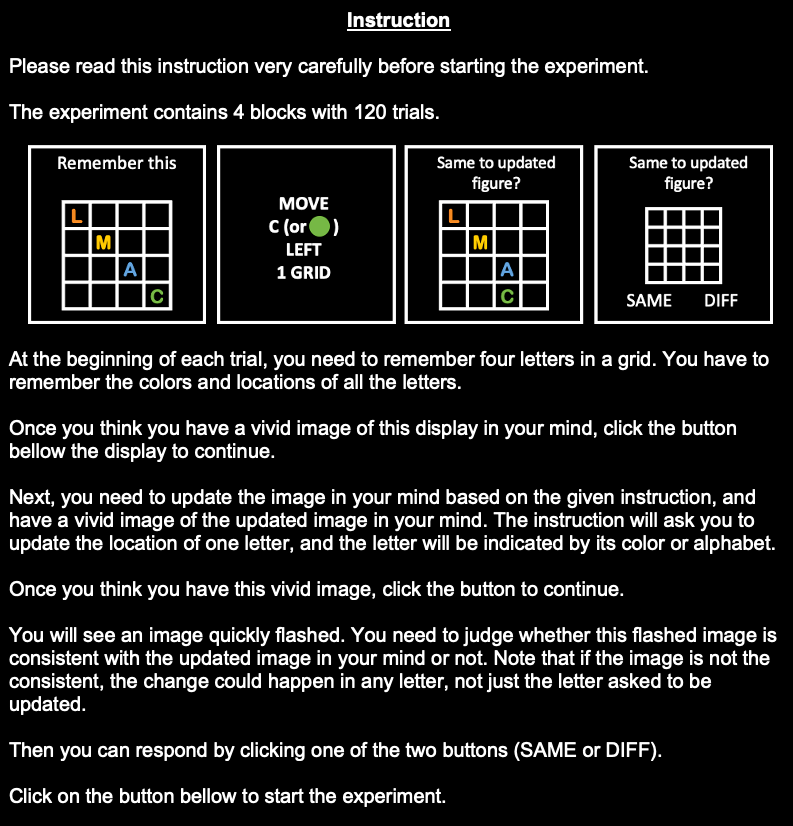 Instruction
Please read this instruction very carefully before starting the experiment.
The experiment contains 4 blocks with 120 trials.
Remember this
L
M
A
C
MOVE
C (or )
LEFT
1 GRID
Same to updated
figure?
L
M
A
C
Same to updated
figure?
SAME DIFF
At the beginning of each trial, you need to remember four letters in a grid. You have to
remember the colors and locations of all the letters.
Once you think you have a vivid image of this display in your mind, click the button
bellow the display to continue.
Next, you need to update the image in your mind based on the given instruction, and
have a vivid image of the updated image in your mind. The instruction will ask you to
update the location of one letter, and the letter will be indicated by its color or alphabet.
Once you think you have this vivid image, click the button to continue.
You will see an image quickly flashed. You need to judge whether this flashed image is
consistent with the updated image in your mind or not. Note that if the image is not the
consistent, the change could happen in any letter, not just the letter asked to be
updated.
Then you can respond by clicking one of the two buttons (SAME or DIFF).
Click on the button bellow to start the experiment.